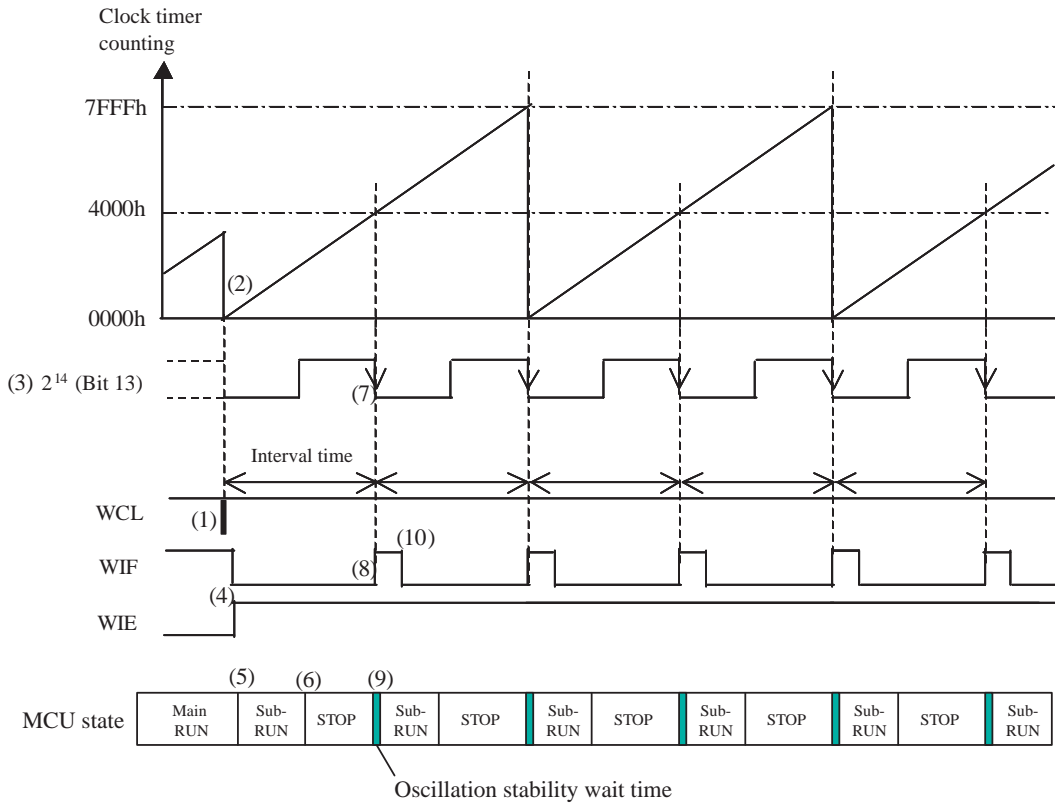 Clock timer
counting
7FFFh
4000h
(2)
0000h
(3) 2¹⁴ (Bit 13)
(7)
Interval time
WCL
(1)
(10)
WIF
(8)
(4)
WIE
(5)
(6)
(9)
MCU state
Main
RUN
Sub-
RUN
STOP
Sub-
RUN
STOP
Sub-
RUN
STOP
Sub-
RUN
STOP
Sub-
RUN
STOP
Sub-
RUN
Oscillation stability wait time